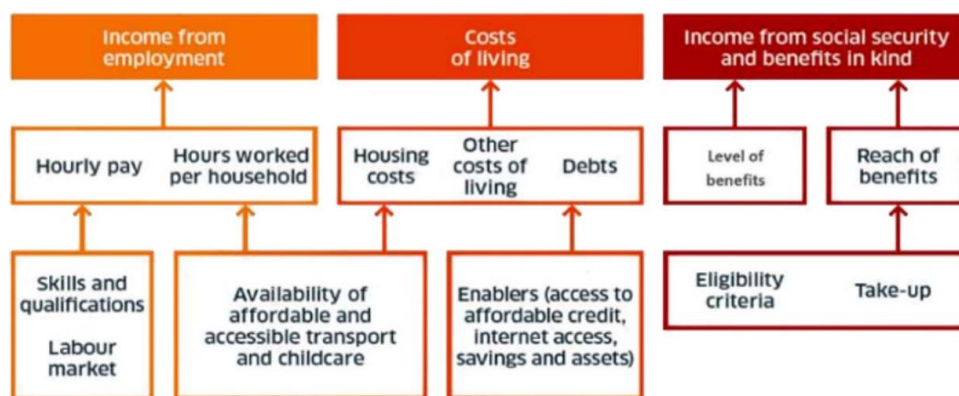 Income from
employment
Costs
of living
Income from social security
and benefits in kind
Hourly pay
Hours worked
per household
Housing
costs
Other
costs of
living
Debts
Level of
benefits
Reach of
benefits
Skills and
qualifications
Labour
market
Availability of
affordable and
accessible transport
and childcare
Enablers (access to
affordable credit,
internet access,
savings and assets)
Eligibility
criteria
Take-up